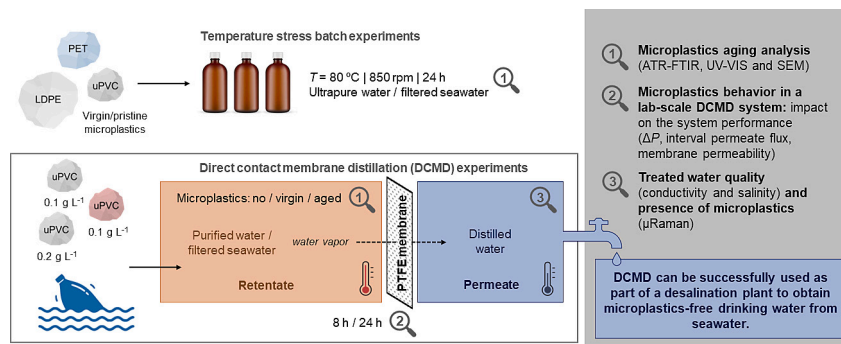 Temperature stress batch experiments
PET
LDPE
uPVC
Virgin/pristine
microplastics
T = 80 ºC | 850 rpm | 24 h
Ultrapure water / filtered seawater
1
Direct contact membrane distillation (DCMD) experiments
uPVC
0.1 g L⁻¹
uPVC
0.1 g L⁻¹
uPVC
0.2 g L⁻¹
Microplastics: no / virgin / aged
1
Purified water /
filtered seawater
water vapor
Retentate
PTFE membrane
8 h / 24 h
2
3
Distilled
water
Permeate
1
Microplastics aging analysis
(ATR-FTIR, UV-VIS and SEM)
2
Microplastics behavior in a
lab-scale DCMD system: impact
on the system performance
(ΔP, interval permeate flux,
membrane permeability)
3
Treated water quality
(conductivity and salinity) and
presence of microplastics
(µRaman)
DCMD can be successfully used as
part of a desalination plant to obtain
microplastics-free drinking water from
seawater.